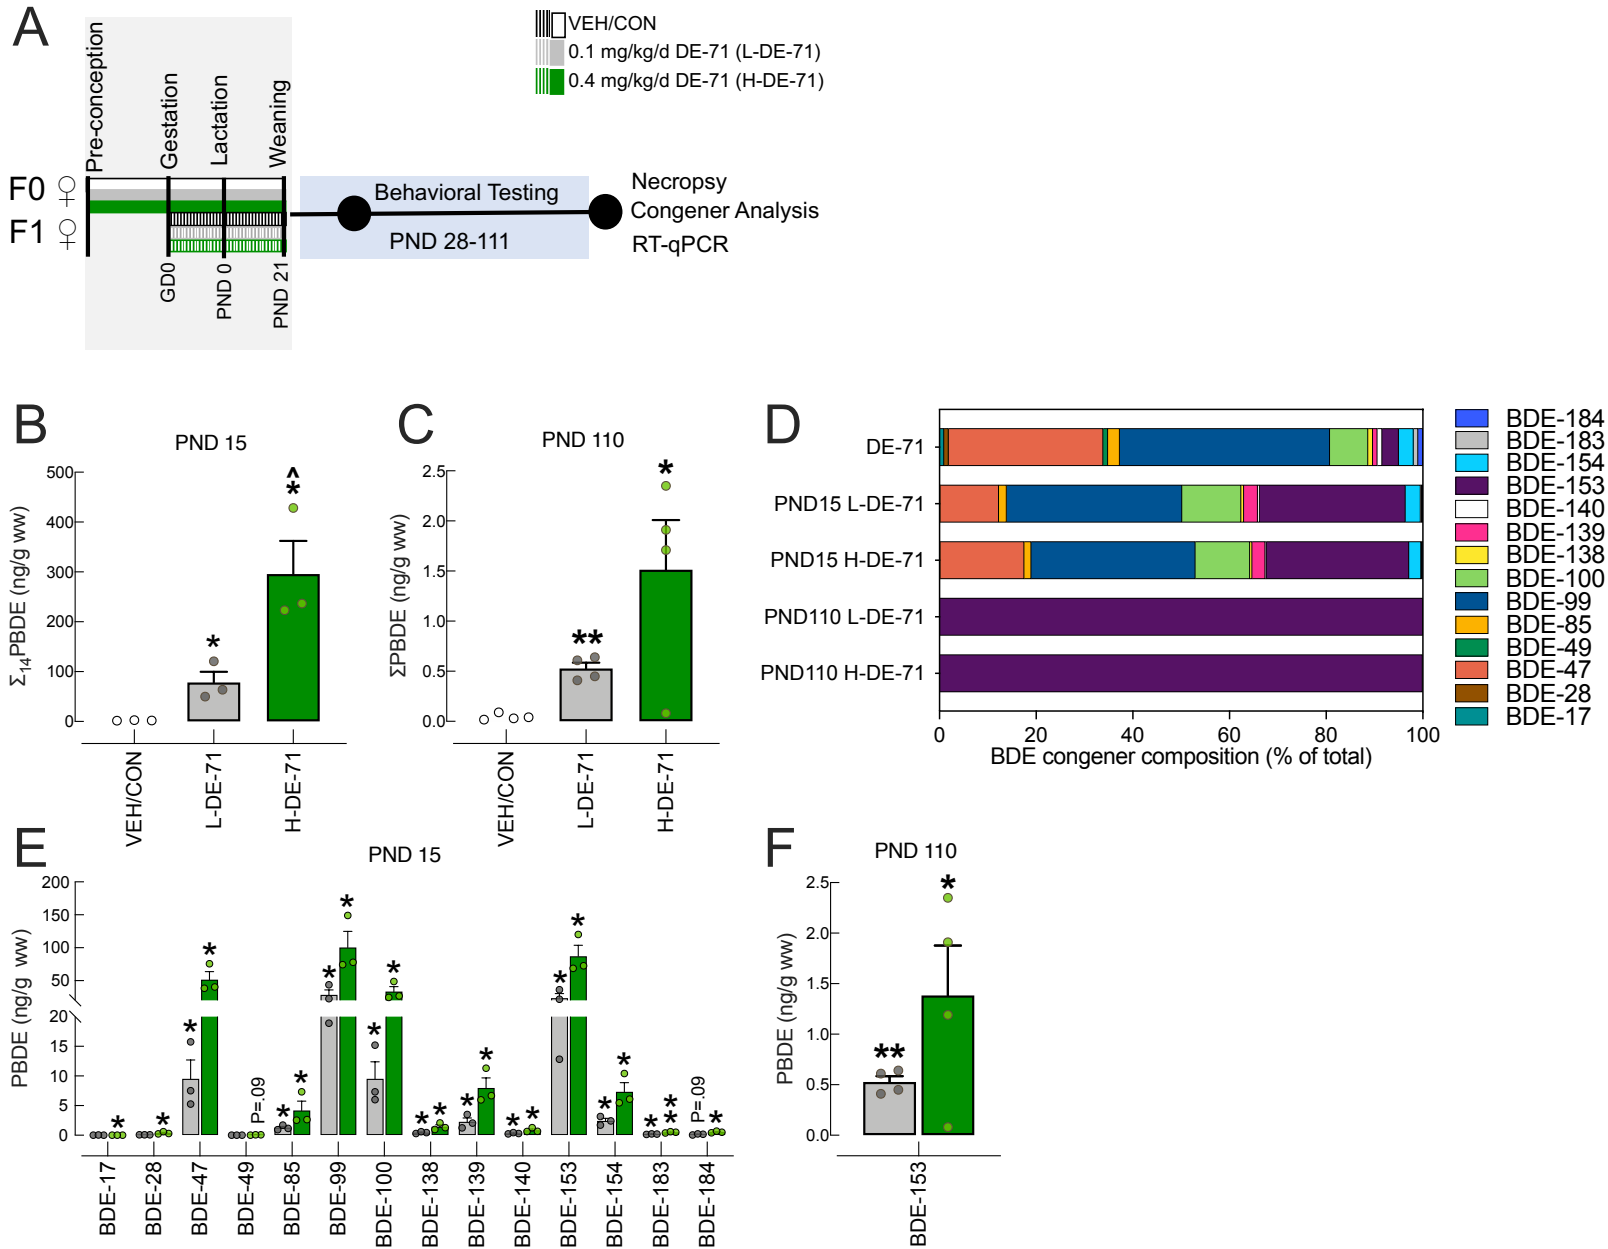 A
VEH/CON
0.1 mg/kg/d DE-71 (L-DE-71)
0.4 mg/kg/d DE-71 (H-DE-71)
Pre-conception
Gestation
Lactation
Weaning
F0 ♀
F1 ♀
GD0
PND 0
PND 21
Behavioral Testing
PND 28-111
Necropsy
Congener Analysis
RT-qPCR
B
PND 15
Σ14PBDE (ng/g ww)
500
400
300
200
100
0
*
^
*
VEH/CON
L-DE-71
H-DE-71
C
PND 110
ΣPBDE (ng/g ww)
2.5
2.0
1.5
1.0
0.5
0.0
**
*
VEH/CON
L-DE-71
H-DE-71
D
DE-71
PND15 L-DE-71
PND15 H-DE-71
PND110 L-DE-71
PND110 H-DE-71
0 20 40 60 80 100
BDE congener composition (% of total)
BDE-184
BDE-183
BDE-154
BDE-153
BDE-140
BDE-139
BDE-138
BDE-100
BDE-99
BDE-85
BDE-49
BDE-47
BDE-28
BDE-17
E
PND 15
PBDE (ng/g ww)
200
150
100
50
20
15
10
5
0
* * * * P=.09 * * * * * * * * * * * * * * * * * * ** P=.09 *
BDE-17
BDE-28
BDE-47
BDE-49
BDE-85
BDE-99
BDE-100
BDE-138
BDE-139
BDE-140
BDE-153
BDE-154
BDE-183
BDE-184
F
PND 110
PBDE (ng/g ww)
2.5
2.0
1.5
1.0
0.5
0.0
**
*
BDE-153